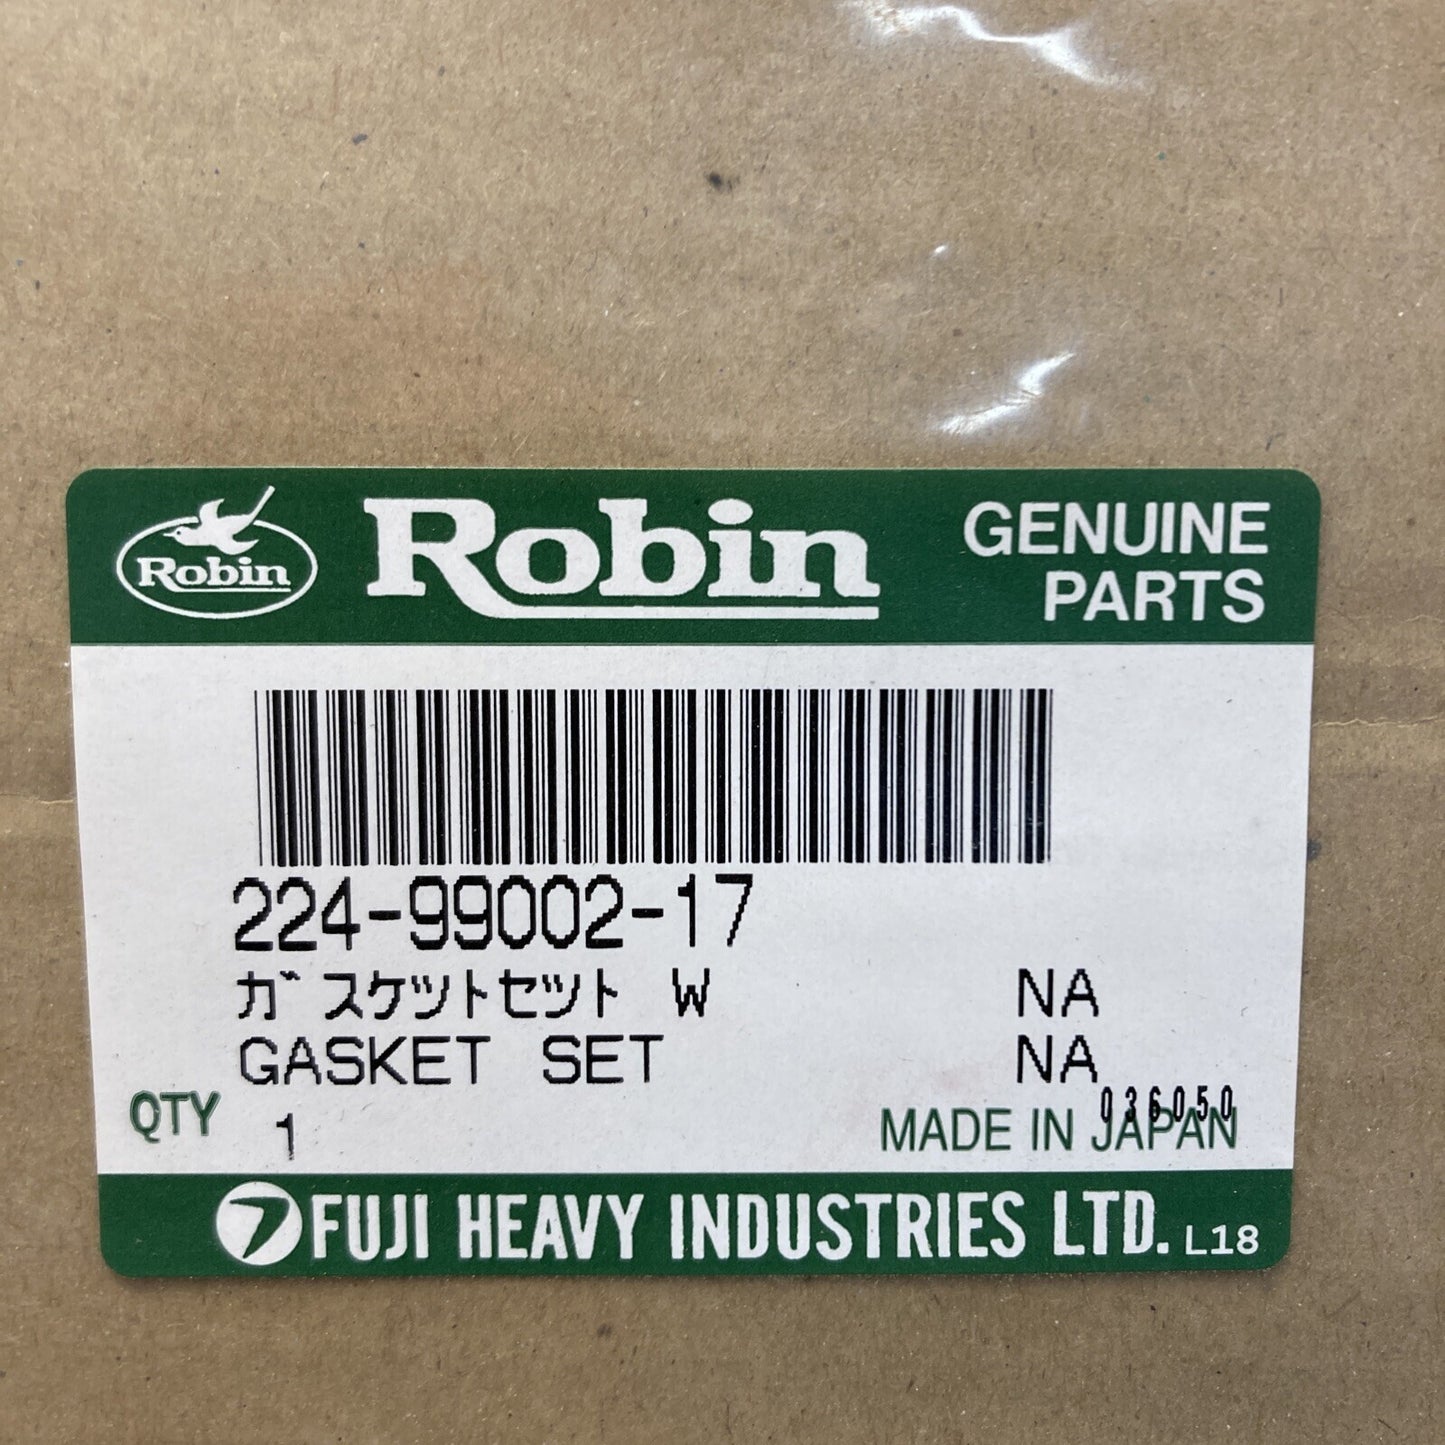 Robin
Robin
GENUINE
PARTS
224-99002-17
ガスケットセット W NA
GASKET SET NA
036050
QTY 1
MADE IN JAPAN
FUJI HEAVY INDUSTRIES LTD. L18